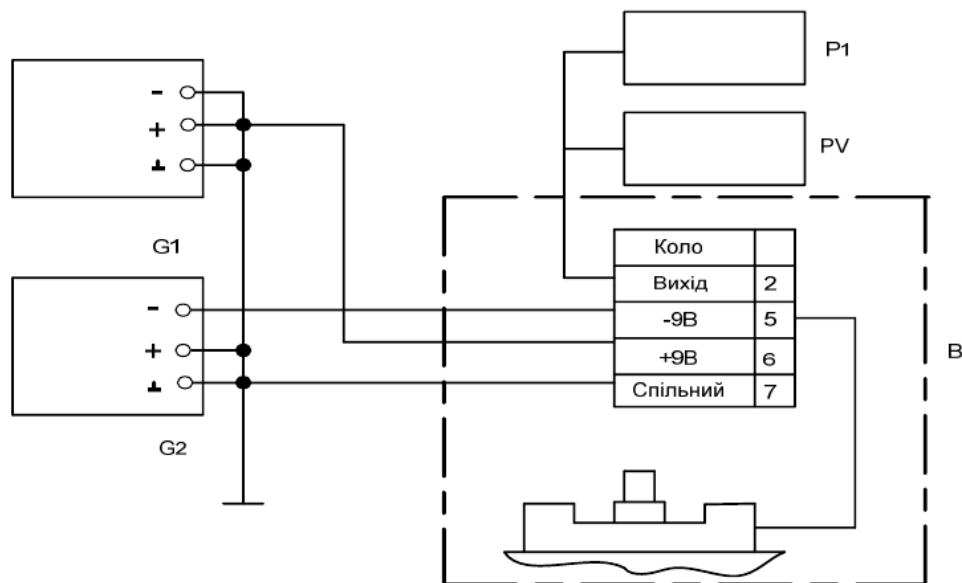 P1
-
+
⊥
PV
G1
Коло
Вихід 2
-9В 5
+9В 6
Спільний 7
-
+
⊥
В
G2